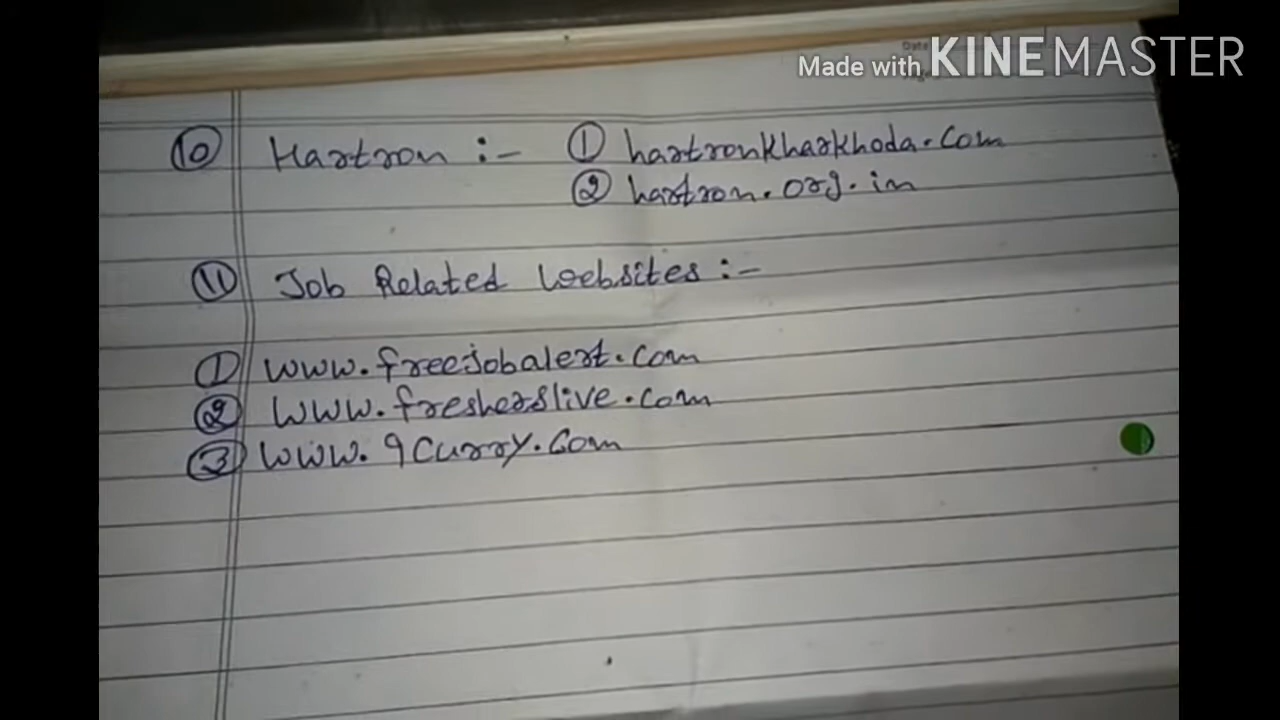 Made with KINEMASTER
⑩ Hartron :- ① hartronkharkhoda.com
② hartron.org.in
⑪ Job Related Websites :-
① www.freejobalert.com
② www.fresherslive.com
③ www.9curry.com